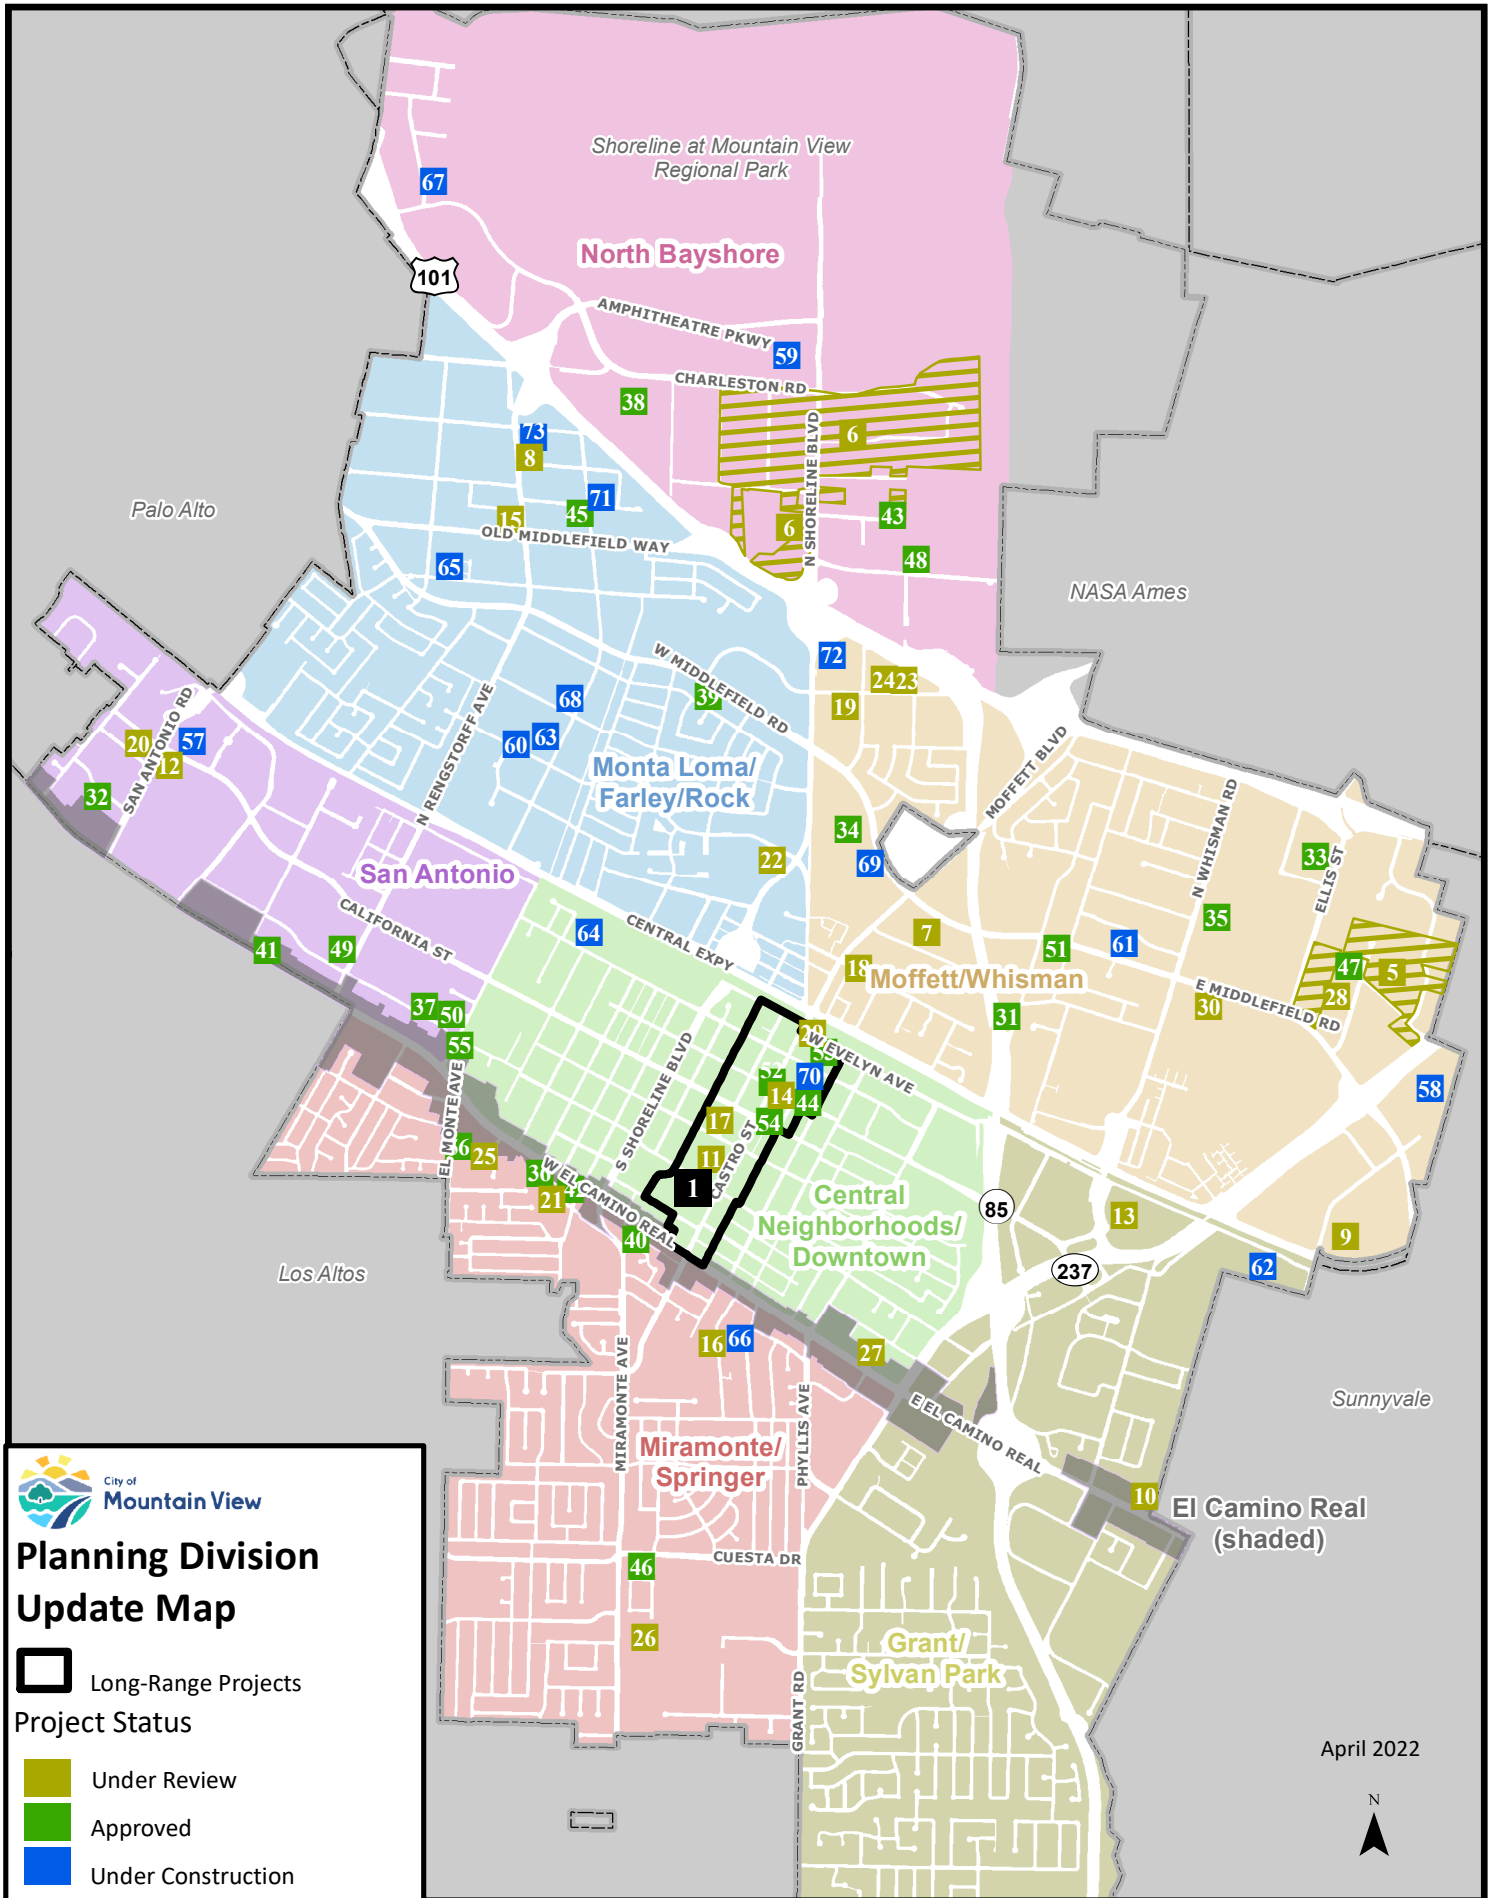 Shoreline at Mountain View
Regional Park
67
North Bayshore
101
AMPHITHEATRE PKWY
59
CHARLESTON RD
38
6
N SHORELINE BLVD
73
8
71
45
15
OLD MIDDLEFIELD WAY
6
43
48
Palo Alto
65
NASA Ames
72
24
23
19
W MIDDLEFIELD RD
39
68
60
63
N RENGSTORFF AVE
Monta Loma/
Farley/Rock
SAN ANTONIO RD
20
57
12
32
MOFFETT BLVD
34
69
22
N WHISMAN RD
33
ELLIS ST
35
San Antonio
CALIFORNIA ST
41
49
64
CENTRAL EXPY
7
18
Moffett/Whisman
51
61
47
5
28
30
E MIDDLEFIELD RD
31
58
37
50
55
EL MONTE AVE
S SHORELINE BLVD
29
W EVELYN AVE
52
70
14
44
54
17
11
CASTRO ST
1
25
21
W EL CAMINO REAL
40
Central
Neighborhoods/
Downtown
85
237
13
9
62
Los Altos
16
66
27
MIRAMONTE AVE
PHYLLIS AVE
E EL CAMINO REAL
Sunnyvale
Miramonte/
Springer
10
El Camino Real
(shaded)
CUESTA DR
46
26
Grant/
Sylvan Park
GRANT RD
City of
Mountain View
Planning Division
Update Map
Long-Range Projects
Project Status
Under Review
Approved
Under Construction
April 2022
N